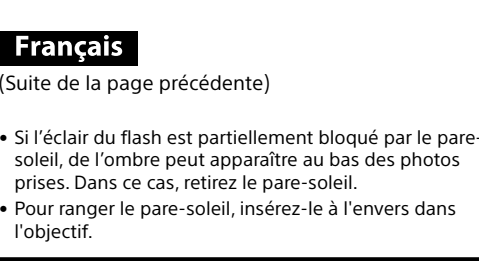 Français
(Suite de la page précédente)
• Si l’éclair du flash est partiellement bloqué par le pare-
soleil, de l’ombre peut apparaître au bas des photos
prises. Dans ce cas, retirez le pare-soleil.
• Pour ranger le pare-soleil, insérez-le à l'envers dans
l'objectif.